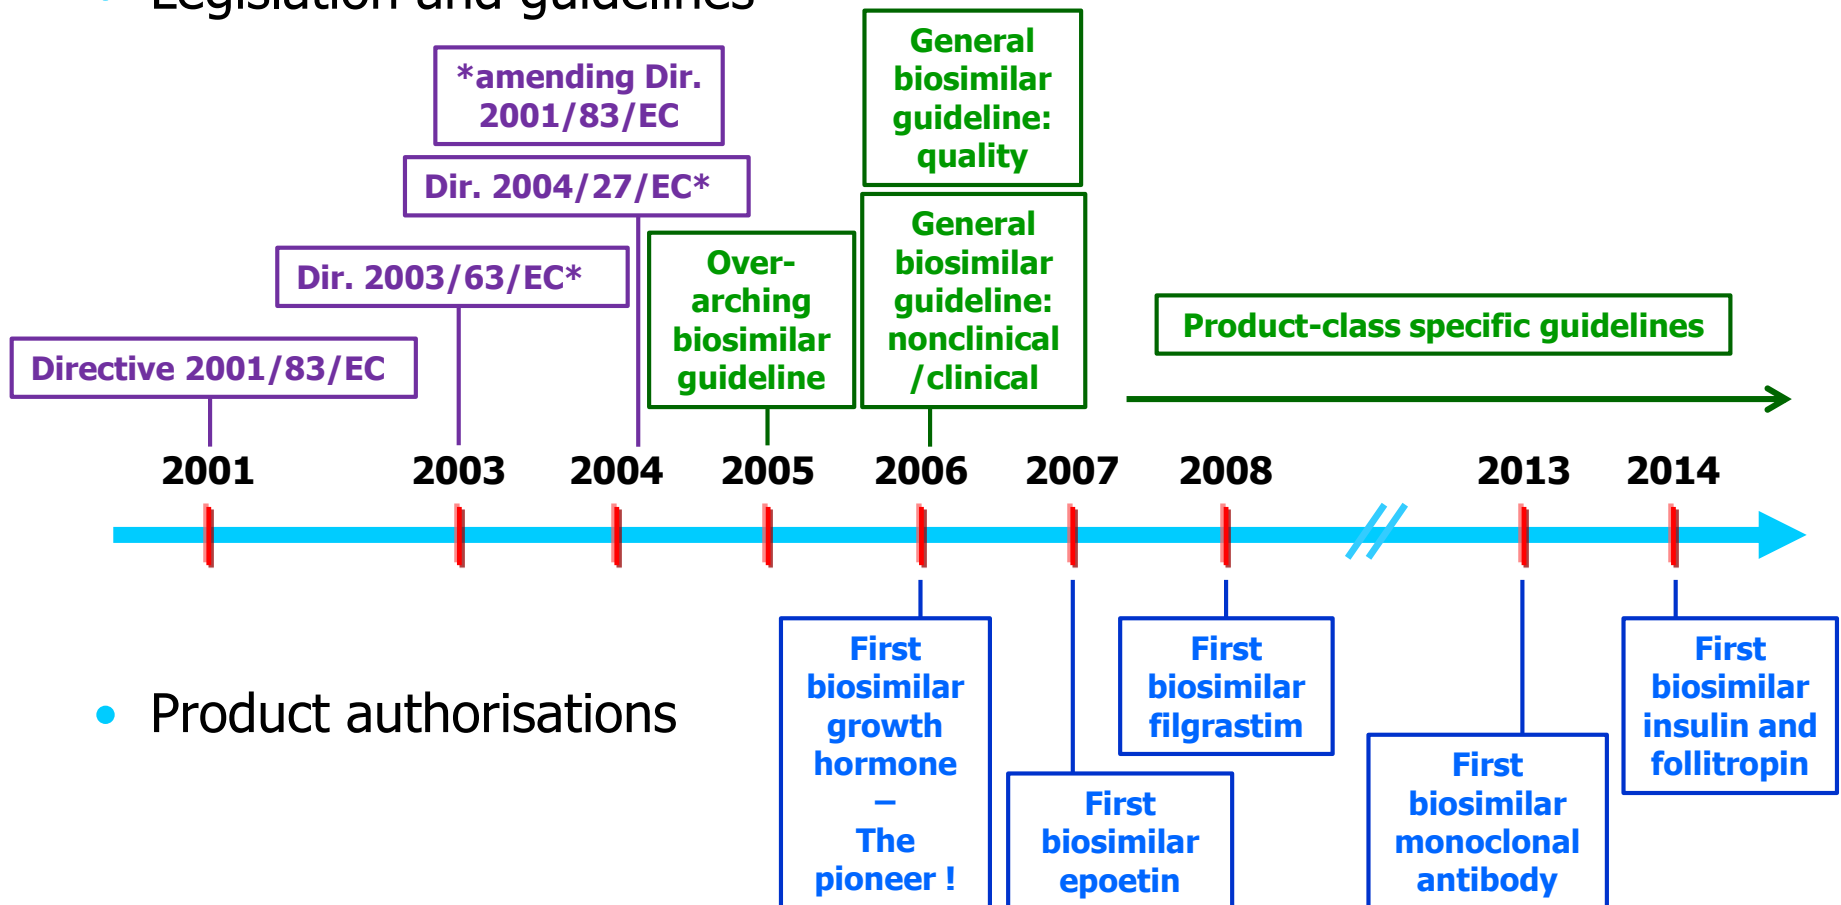 • Legislation and guidelines
*amending Dir.
2001/83/EC
Dir. 2004/27/EC*
Dir. 2003/63/EC*
Directive 2001/83/EC
Over-
arching
biosimilar
guideline
General
biosimilar
guideline:
quality
General
biosimilar
guideline:
nonclinical
/clinical
Product-class specific guidelines
2001 2003 2004 2005 2006 2007 2008 2013 2014
• Product authorisations
First
biosimilar
growth
hormone
–
The
pioneer !
First
biosimilar
epoetin
First
biosimilar
filgrastim
First
biosimilar
monoclonal
antibody
First
biosimilar
insulin and
follitropin